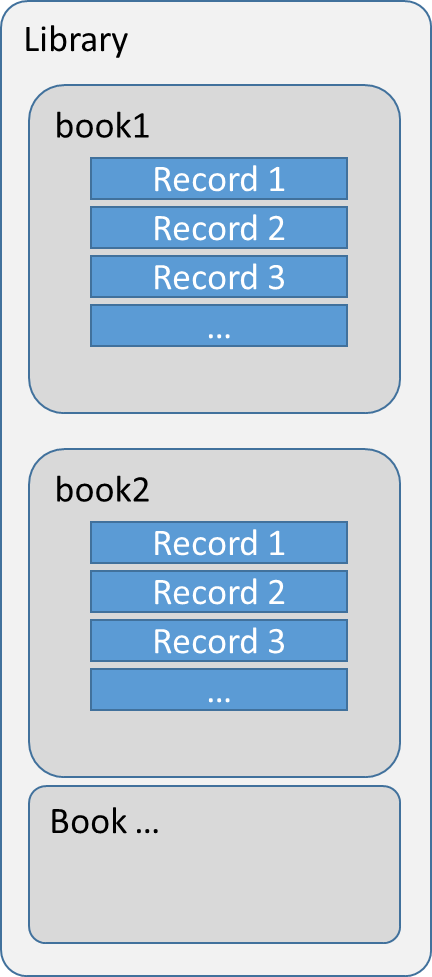 Library
book1
Record 1
Record 2
Record 3
...
book2
Record 1
Record 2
Record 3
...
Book ...